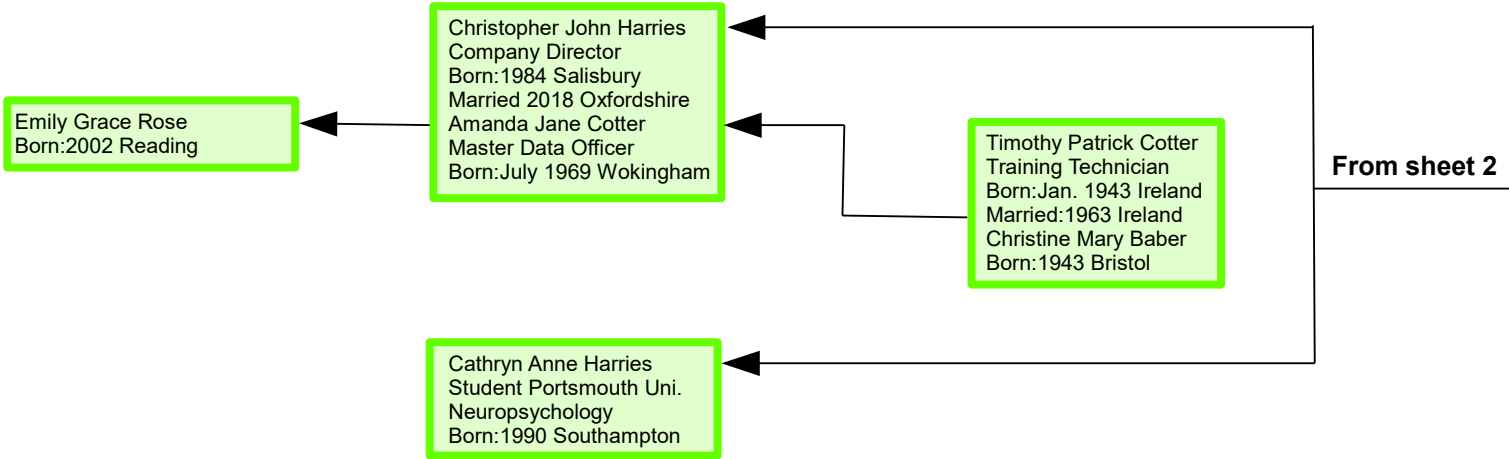 Christopher John Harries
Company Director
Born:1984 Salisbury
Married 2018 Oxfordshire
Amanda Jane Cotter
Master Data Officer
Born:July 1969 Wokingham
Emily Grace Rose
Born:2002 Reading
Timothy Patrick Cotter
Training Technician
Born:Jan. 1943 Ireland
Married:1963 Ireland
Christine Mary Baber
Born:1943 Bristol
From sheet 2
Cathryn Anne Harries
Student Portsmouth Uni.
Neuropsychology
Born:1990 Southampton